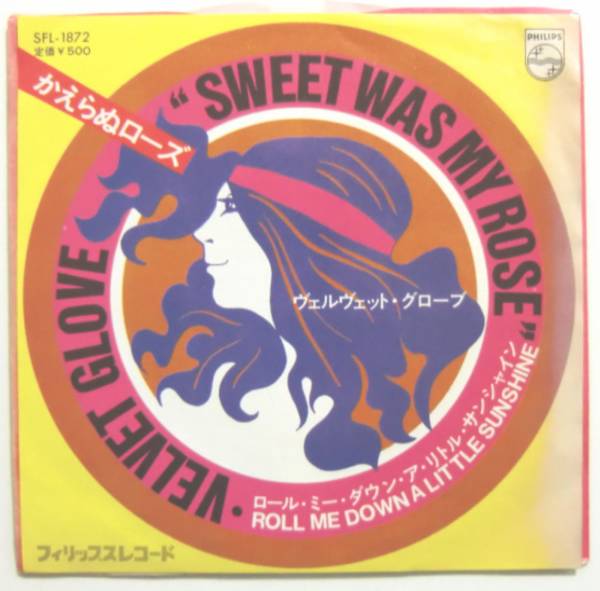 SFL-1872
定価￥500
PHILIPS
かえらぬローズ
"SWEET WAS MY ROSE"
・VELVET GLOVE
ヴェルヴェット・グローブ
ロール・ミー・ダウン・ア・リトル・サンシャイン
ROLL ME DOWN A LITTLE SUNSHINE
フィリップスレコード